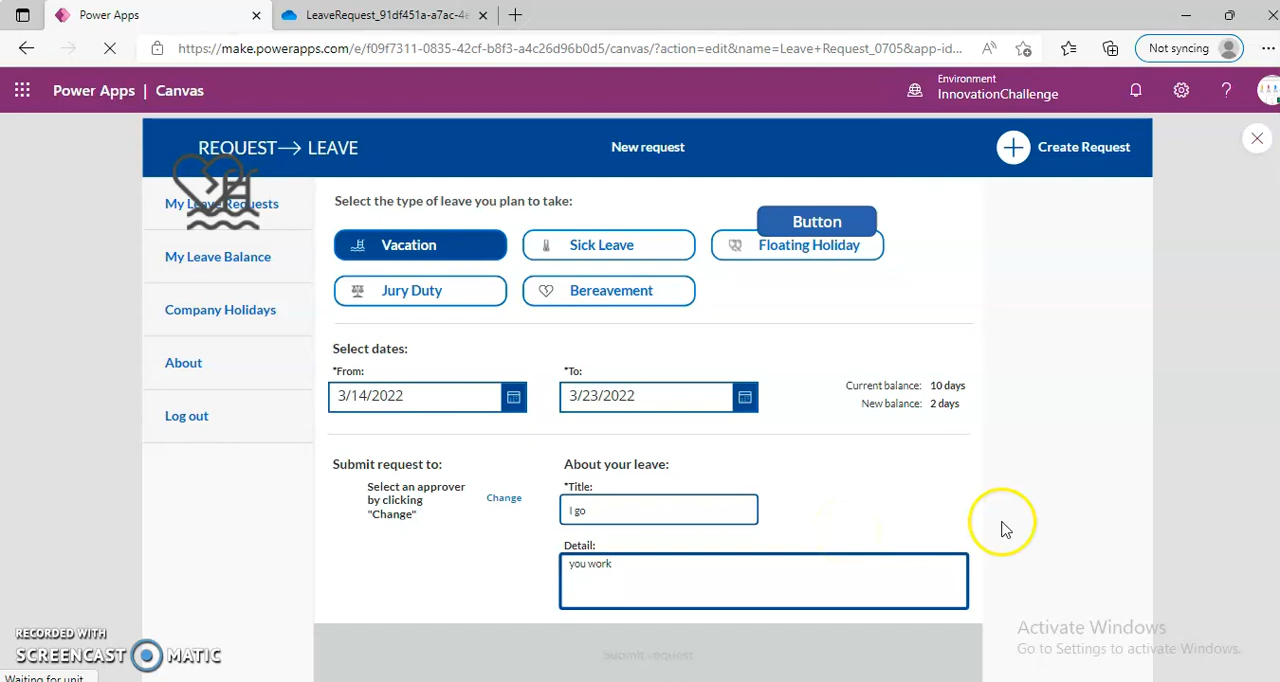 Power Apps
LeaveRequest_91df451a-a7ac-4e
https://make.powerapps.com/e/f09f7311-0835-42cf-b8f3-a4c26d96b0d5/canvas/?action=edit&name=Leave+Request_0705&app-id...
Not syncing
Power Apps | Canvas
Environment
InnovationChallenge
REQUEST→ LEAVE
New request
Create Request
My Leave Requests
My Leave Balance
Company Holidays
About
Log out
Select the type of leave you plan to take:
Button
Vacation
Sick Leave
Floating Holiday
Jury Duty
Bereavement
Select dates:
*From:
*To:
3/14/2022
3/23/2022
Current balance: 10 days
New balance: 2 days
Submit request to:
Select an approver
by clicking
"Change"
Change
About your leave:
*Title:
I go
Detail:
you work
Submit request
Activate Windows
Go to Settings to activate Windows.
RECORDED WITH
SCREENCAST MATIC
Waiting for unit